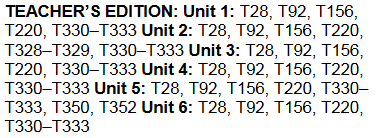 TEACHER’S EDITION: Unit 1: T28, T92, T156,
T220, T330–T333 Unit 2: T28, T92, T156, T220,
T328–T329, T330–T333 Unit 3: T28, T92, T156,
T220, T330–T333 Unit 4: T28, T92, T156, T220,
T330–T333 Unit 5: T28, T92, T156, T220, T330–
T333, T350, T352 Unit 6: T28, T92, T156, T220,
T330–T333